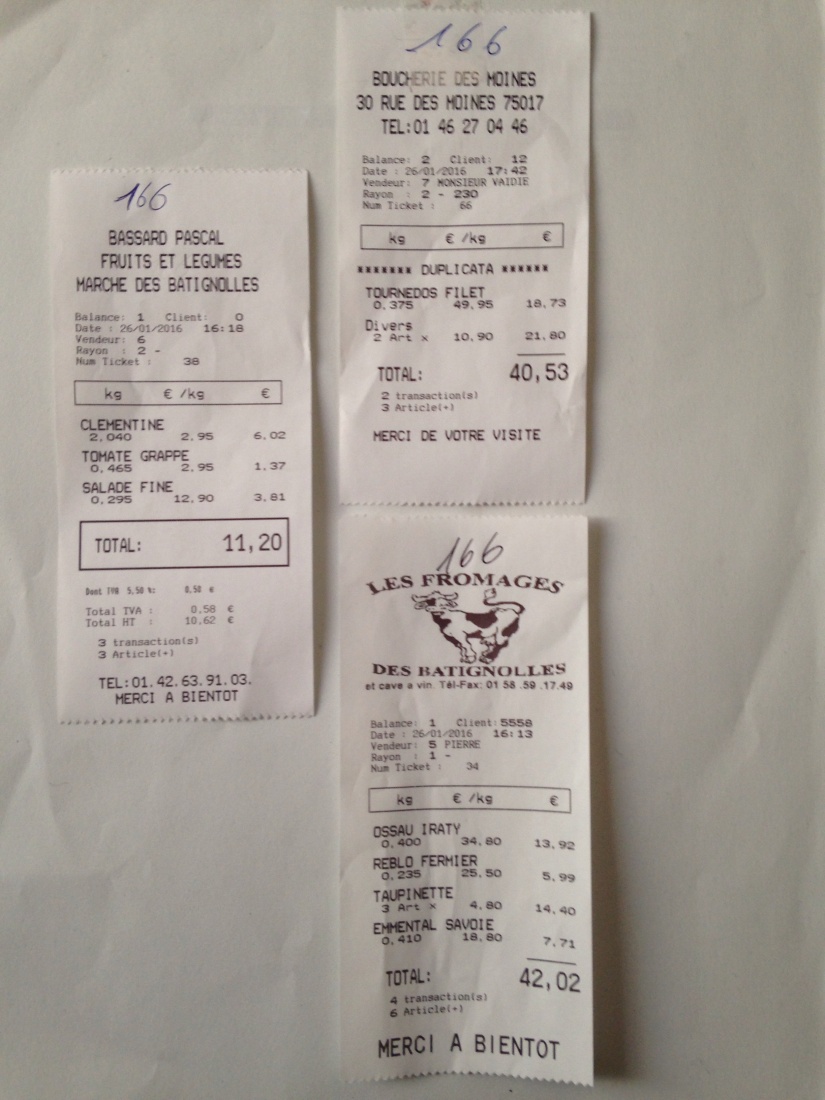 166
BASSARD PASCAL
FRUITS ET LEGUMES
MARCHE DES BATIGNOLLES
Balance: 1 Client: 0
Date : 26/01/2016 16:18
Vendeur: 6
Rayon : 2 -
Num Ticket : 38
kg € /kg €
CLEMENTINE
2,040 2,95 6,02
TOMATE GRAPPE
0,465 2,95 1,37
SALADE FINE
0,295 12,90 3,81
TOTAL: 11,20
Dont TVA 5,50 %: 0,58 €
Total TVA : 0,58 €
Total HT : 10,62 €
3 transaction(s)
3 Article(+)
TEL:01.42.63.91.03.
MERCI A BIENTOT
166
BOUCHERIE DES MOINES
30 RUE DES MOINES 75017
TEL:01 46 27 04 46
Balance: 2 Client: 12
Date : 26/01/2016 17:42
Vendeur: 7 MONSIEUR VAIDIE
Rayon : 2 - 230
Num Ticket : 66
kg € /kg €
******* DUPLICATA ******
TOURNEDOS FILET
0,375 49,95 18,73
Divers
2 Art x 10,90 21,80
TOTAL: 40,53
2 transaction(s)
3 Article(+)
MERCI DE VOTRE VISITE
166
LES FROMAGES
DES BATIGNOLLES
et cave a vin. Tél-Fax: 01 58 .59 .17.49
Balance: 1 Client:5558
Date : 26/01/2016 16:13
Vendeur: 5 PIERRE
Rayon : 1 -
Num Ticket : 34
kg € /kg €
OSSAU IRATY
0,400 34,80 13,92
REBLO FERMIER
0,235 25,50 5,99
TAUPINETTE
3 Art x 4,80 14,40
EMMENTAL SAVOIE
0,410 18,80 7,71
TOTAL: 42,02
4 transaction(s)
6 Article(+)
MERCI A BIENTOT